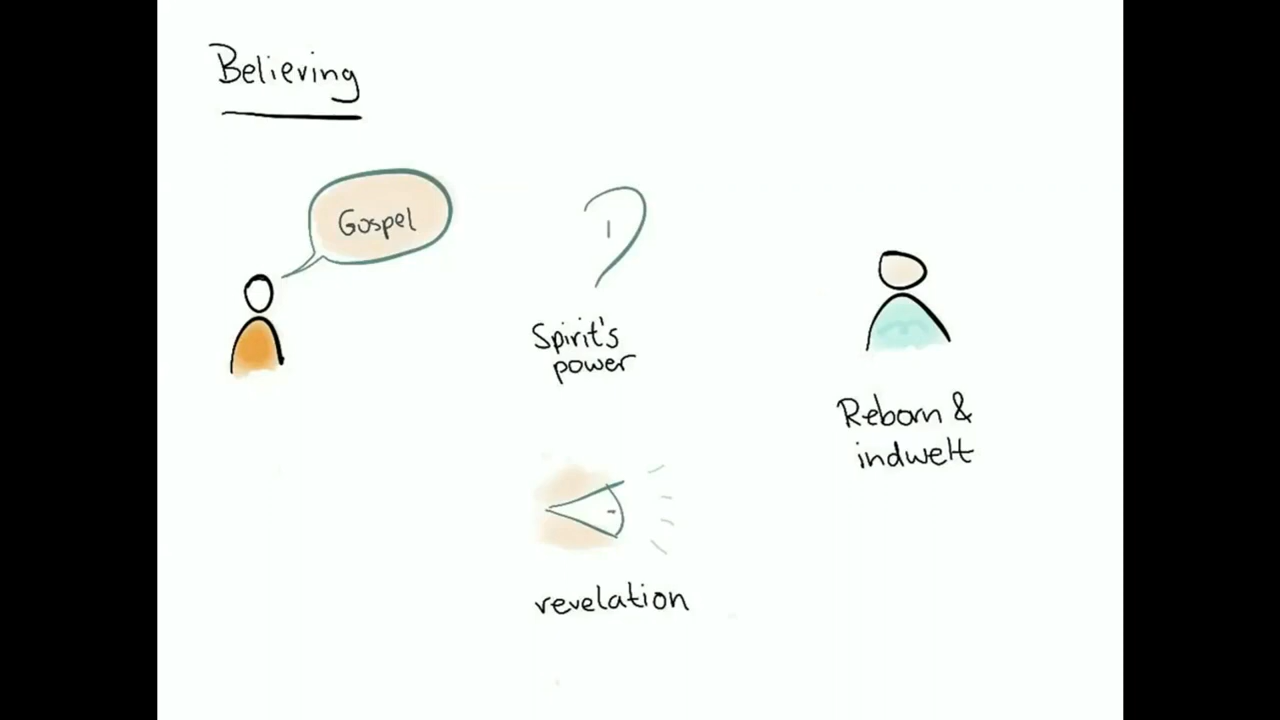 Believing
Gospel
Spirit's
power
Reborn &
indwelt
revelation